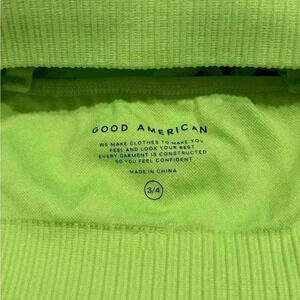 GOOD AMERICAN
WE MAKE CLOTHES TO MAKE YOU
FEEL AND LOOK YOUR BEST
EVERY GARMENT IS CONSTRUCTED
SO YOU FEEL CONFIDENT
MADE IN CHINA
3/4